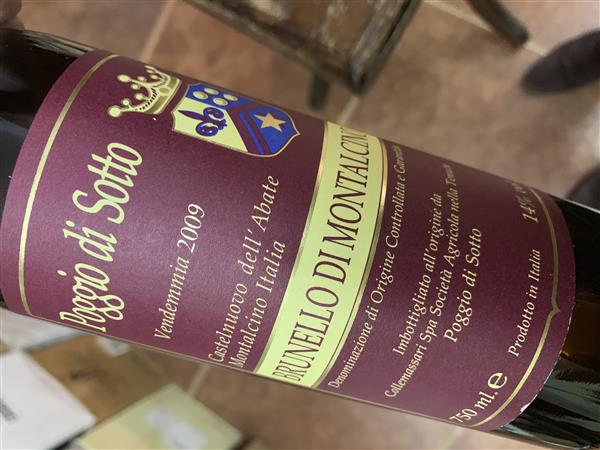 Poggio di Sotto
Vendemmia 2009
Castelnuovo dell'Abate
Montalcino Italia
BRUNELLO DI MONTALCINO
Denominazione di Origine Controllata e Garantita
Imbottigliato all'origine da
Collemassari Spa Società Agricola nella Tenuta
Poggio di Sotto
750 ml. e
Prodotto in Italia
14%